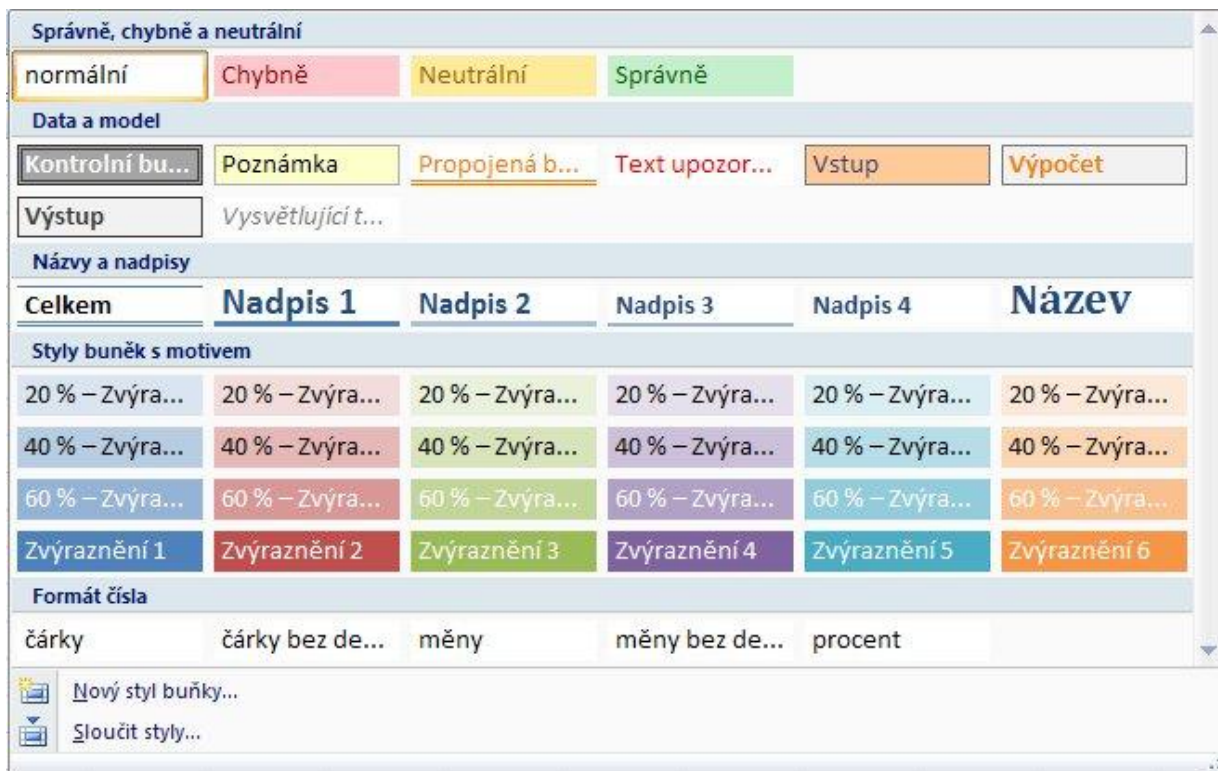 Správně, chybně a neutrální
normální Chybně Neutrální Správně
Data a model
Kontrolní bu... Poznámka Propojená b... Text upozor... Vstup Výpočet
Výstup Vysvětlující t...
Názvy a nadpisy
Celkem Nadpis 1 Nadpis 2 Nadpis 3 Nadpis 4 Název
Styly buněk s motivem
20 % – Zvýra... 20 % – Zvýra... 20 % – Zvýra... 20 % – Zvýra... 20 % – Zvýra... 20 % – Zvýra...
40 % – Zvýra... 40 % – Zvýra... 40 % – Zvýra... 40 % – Zvýra... 40 % – Zvýra... 40 % – Zvýra...
60 % – Zvýra... 60 % – Zvýra... 60 % – Zvýra... 60 % – Zvýra... 60 % – Zvýra... 60 % – Zvýra...
Zvýraznění 1 Zvýraznění 2 Zvýraznění 3 Zvýraznění 4 Zvýraznění 5 Zvýraznění 6
Formát čísla
čárky čárky bez de... měny měny bez de... procent
Nový styl buňky...
Sloučit styly...